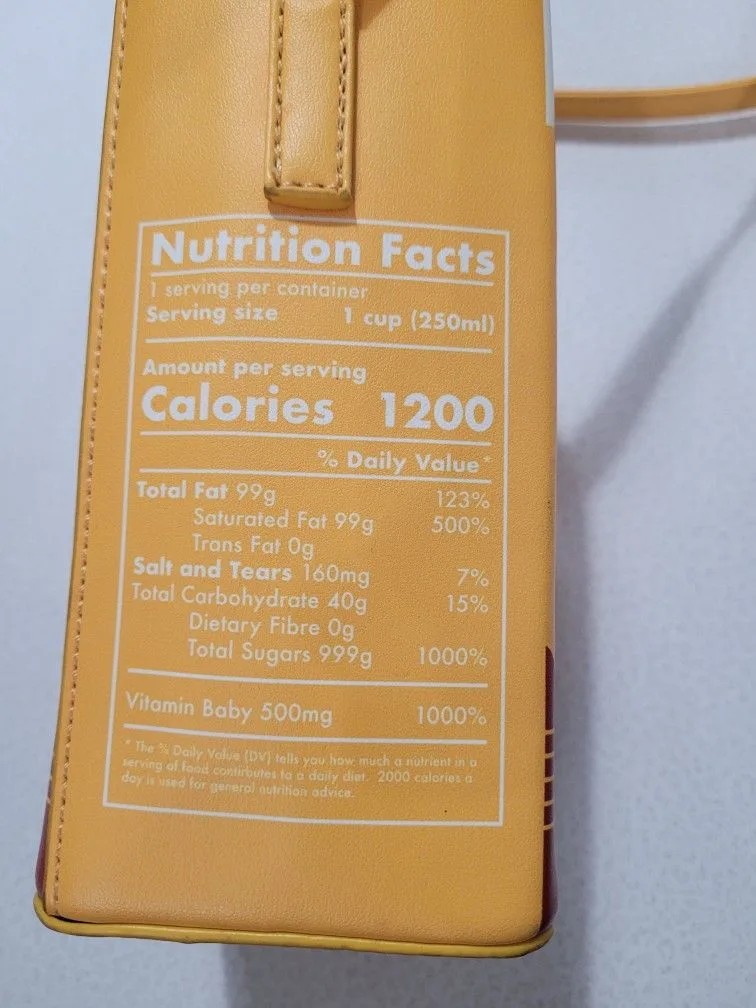 Nutrition Facts
1 serving per container
Serving size 1 cup (250ml)
Amount per serving
Calories 1200
% Daily Value*
Total Fat 99g 123%
Saturated Fat 99g 500%
Trans Fat 0g
Salt and Tears 160mg 7%
Total Carbohydrate 40g 15%
Dietary Fibre 0g
Total Sugars 999g 1000%
Vitamin Baby 500mg 1000%
* The % Daily Value (DV) tells you how much a nutrient in a
serving of food contirbutes to a daily diet. 2000 calories a
day is used for general nutrition advice.